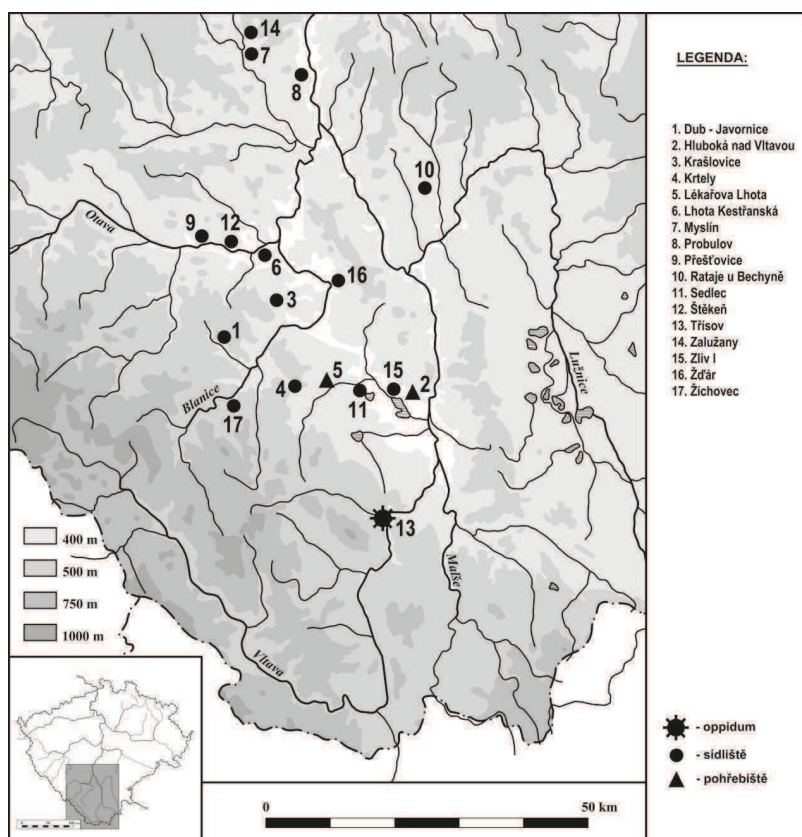 14
7
8
10
Otava
9
12
6
16
3
1
Lužnice
5
15
2
4
11
Blanice
17
13
Malše
Vltava
400 m
500 m
750 m
1000 m
0
50 km
LEGENDA:
1. Dub - Javornice
2. Hluboká nad Vltavou
3. Krašlovice
4. Krtely
5. Lékařova Lhota
6. Lhota Kestřanská
7. Myslín
8. Probulov
9. Přešťovice
10. Rataje u Bechyně
11. Sedlec
12. Štěkeň
13. Třísov
14. Zalužany
15. Zliv I
16. Žďár
17. Žíchovec
- oppidum
- sídliště
- pohřebiště